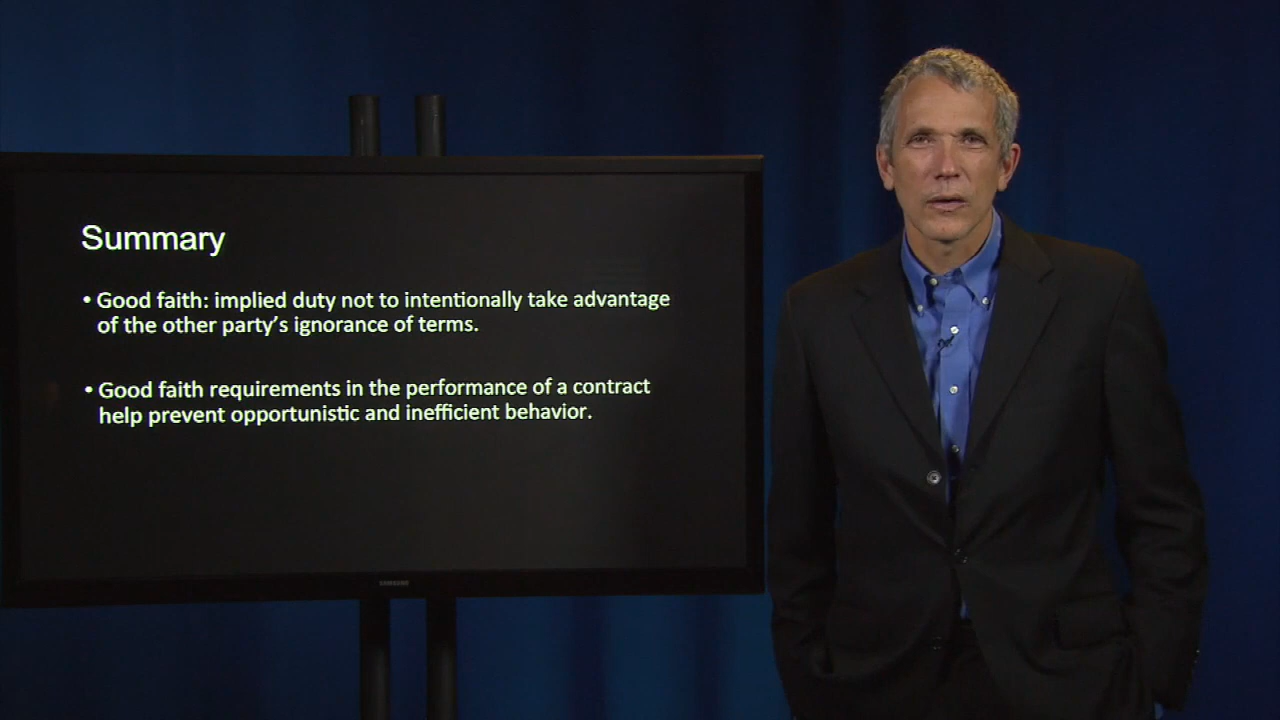 Summary
• Good faith: implied duty not to intentionally take advantage
of the other party's ignorance of terms.
• Good faith requirements in the performance of a contract
help prevent opportunistic and inefficient behavior.
SAMSUNG